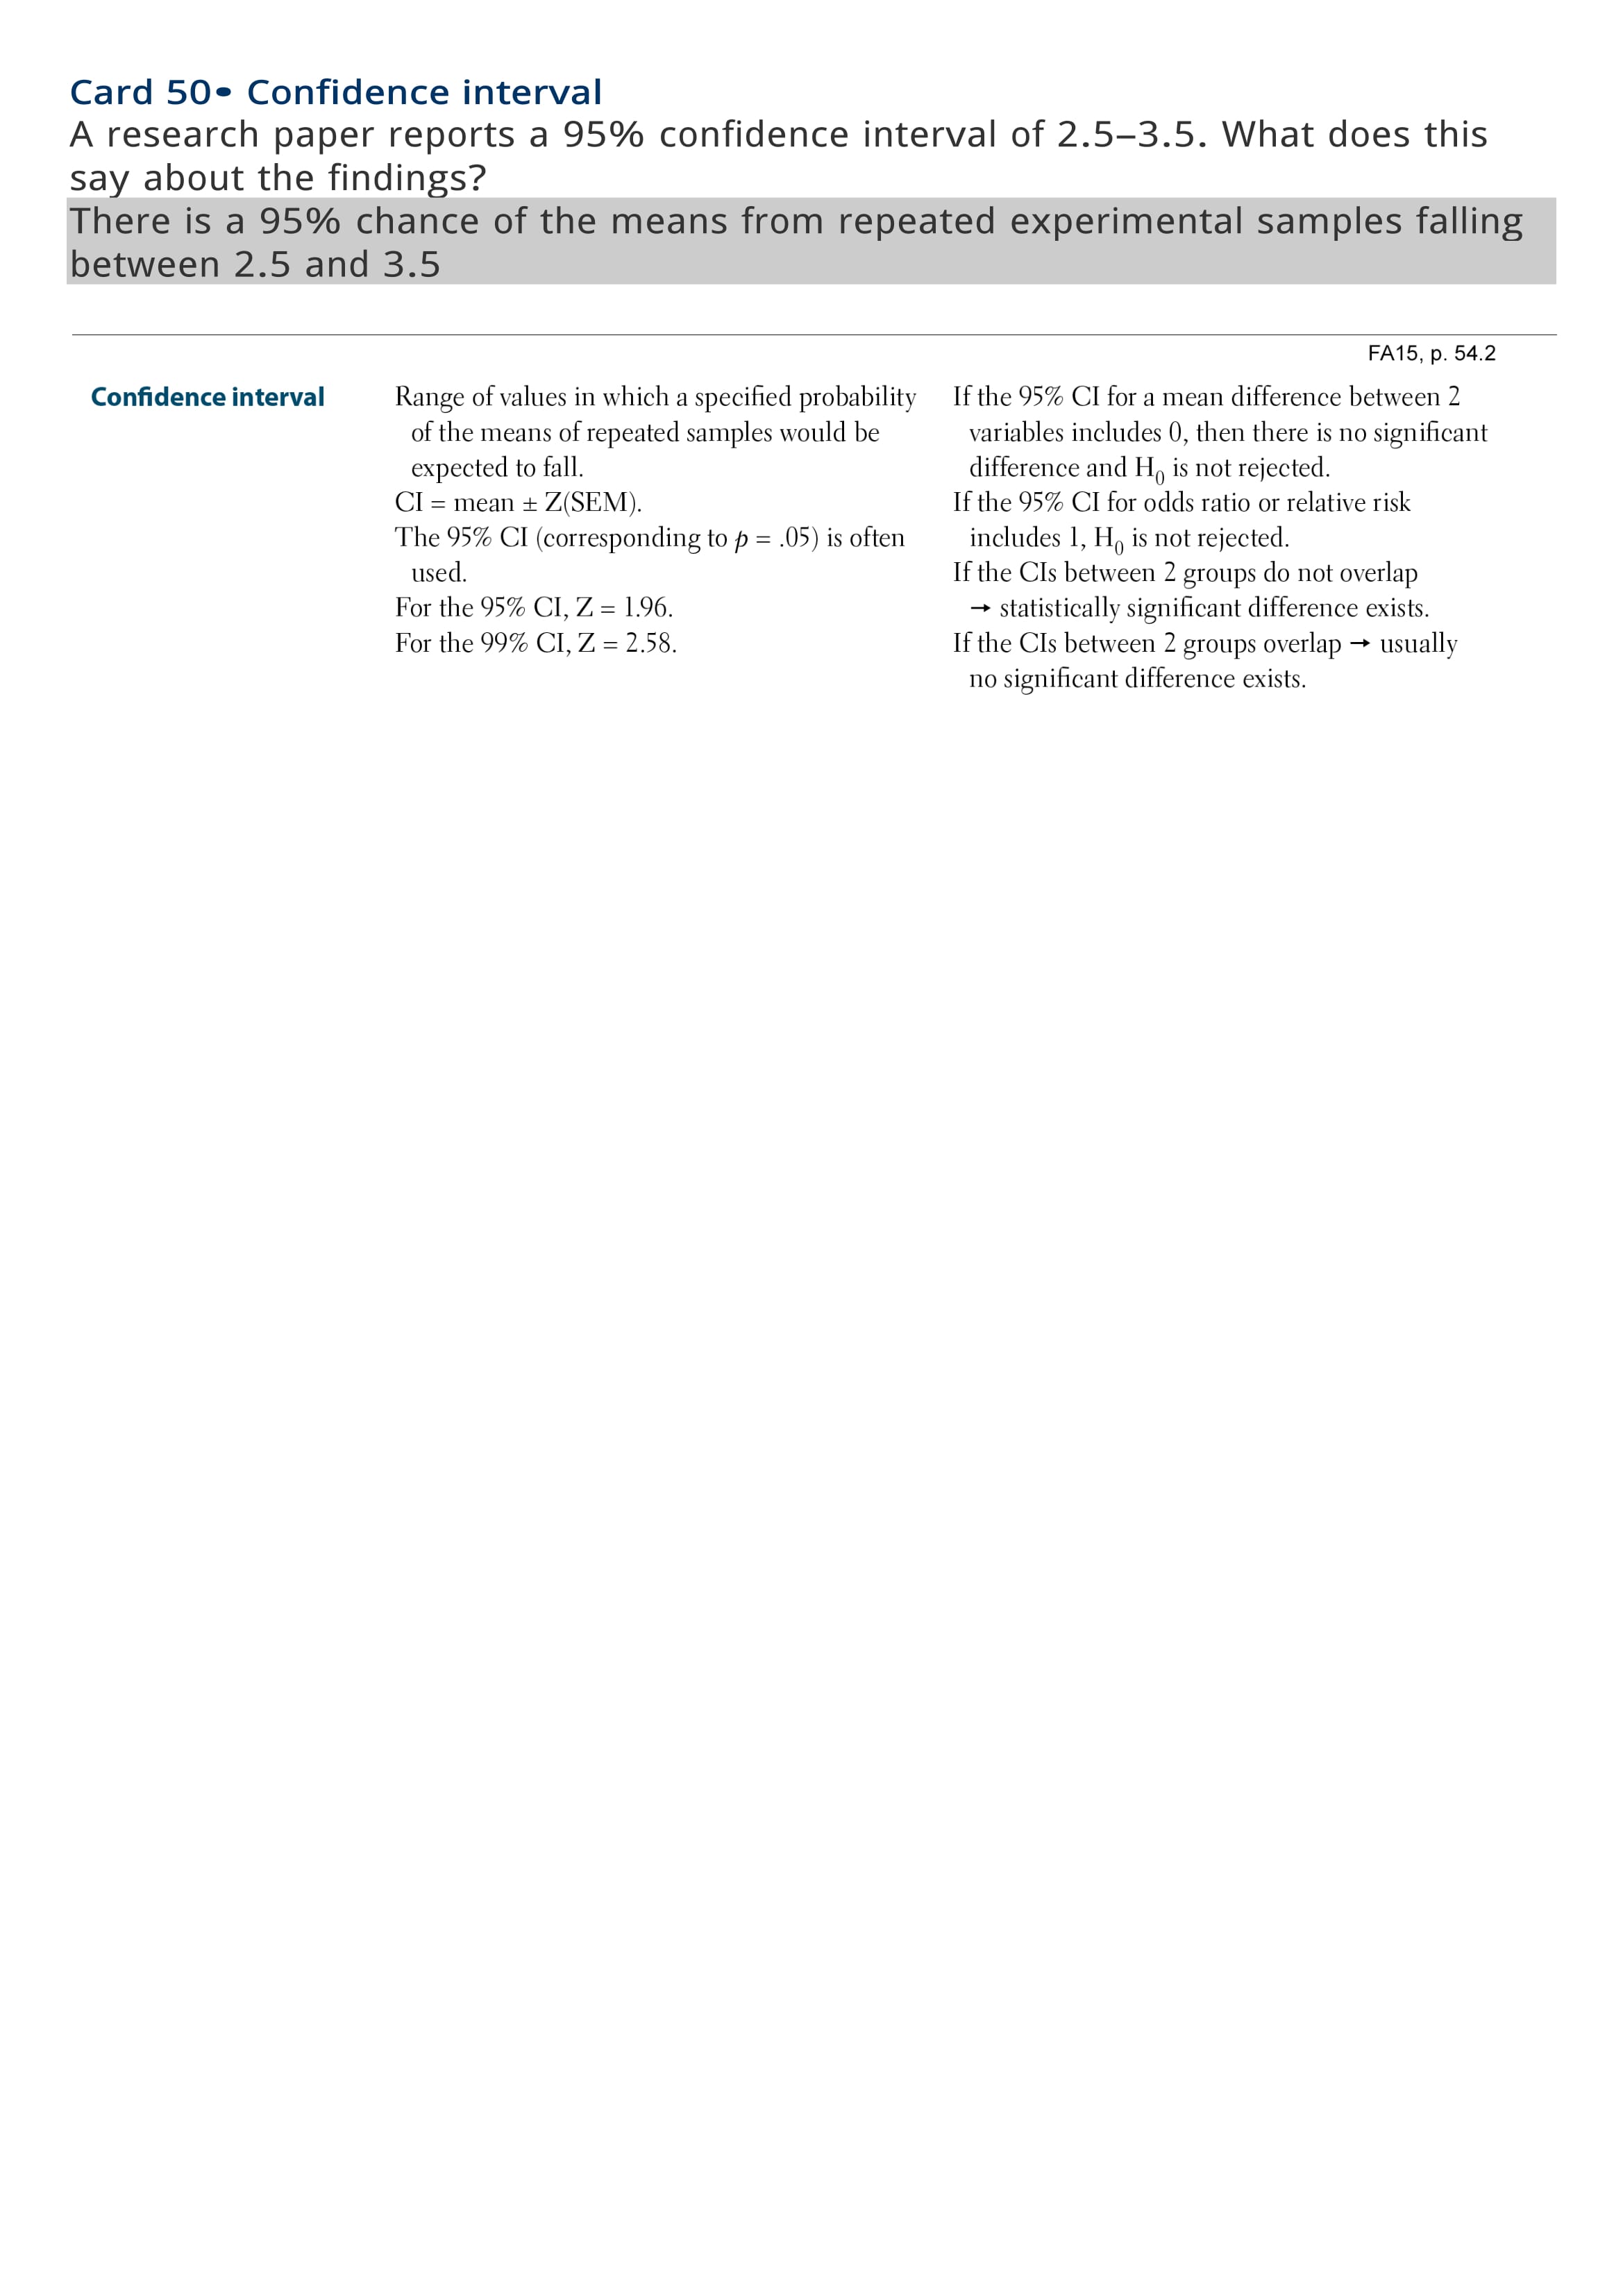 Card 50• Confidence interval
A research paper reports a 95% confidence interval of 2.5–3.5. What does this
say about the findings?
There is a 95% chance of the means from repeated experimental samples falling
between 2.5 and 3.5
FA15, p. 54.2
Confidence interval
Range of values in which a specified probability
of the means of repeated samples would be
expected to fall.
CI = mean ± Z(SEM).
The 95% CI (corresponding to p = .05) is often
used.
For the 95% CI, Z = 1.96.
For the 99% CI, Z = 2.58.
If the 95% CI for a mean difference between 2
variables includes 0, then there is no significant
difference and H₀ is not rejected.
If the 95% CI for odds ratio or relative risk
includes 1, H₀ is not rejected.
If the CIs between 2 groups do not overlap
→ statistically significant difference exists.
If the CIs between 2 groups overlap → usually
no significant difference exists.